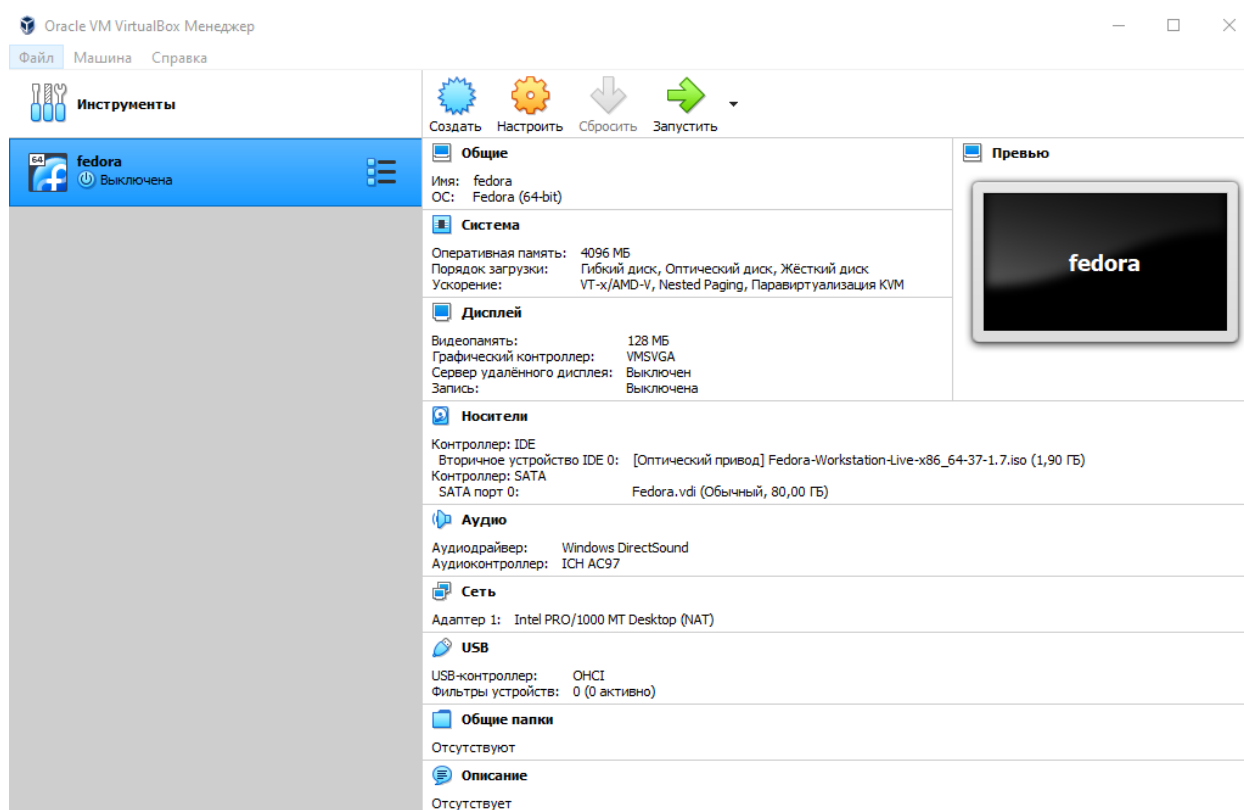 Oracle VM VirtualBox Менеджер
Файл Машина Справка
Инструменты
Создать Настроить Сбросить Запустить
64
fedora
Выключена
Общие
Имя: fedora
ОС: Fedora (64-bit)
Система
Оперативная память: 4096 МБ
Порядок загрузки: Гибкий диск, Оптический диск, Жёсткий диск
Ускорение: VT-x/AMD-V, Nested Paging, Паравиртуализация KVM
Дисплей
Видеопамять: 128 МБ
Графический контроллер: VMSVGA
Сервер удалённого дисплея: Выключен
Запись: Выключена
Превью
fedora
Носители
Контроллер: IDE
Вторичное устройство IDE 0: [Оптический привод] Fedora-Workstation-Live-x86_64-37-1.7.iso (1,90 ГБ)
Контроллер: SATA
SATA порт 0: Fedora.vdi (Обычный, 80,00 ГБ)
Аудио
Аудиодрайвер: Windows DirectSound
Аудиоконтроллер: ICH AC97
Сеть
Адаптер 1: Intel PRO/1000 MT Desktop (NAT)
USB
USB-контроллер: OHCI
Фильтры устройств: 0 (0 активно)
Общие папки
Отсутствуют
Описание
Отсутствует